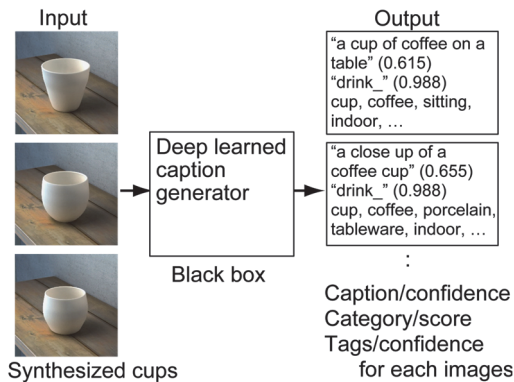 Input
Output
"a cup of coffee on a
table" (0.615)
"drink_" (0.988)
cup, coffee, sitting,
indoor, ...
Deep learned
caption
generator
Black box
"a close up of a
coffee cup" (0.655)
"drink_" (0.988)
cup, coffee, porcelain,
tableware, indoor, ...
:
Caption/confidence
Category/score
Tags/confidence
for each images
Synthesized cups